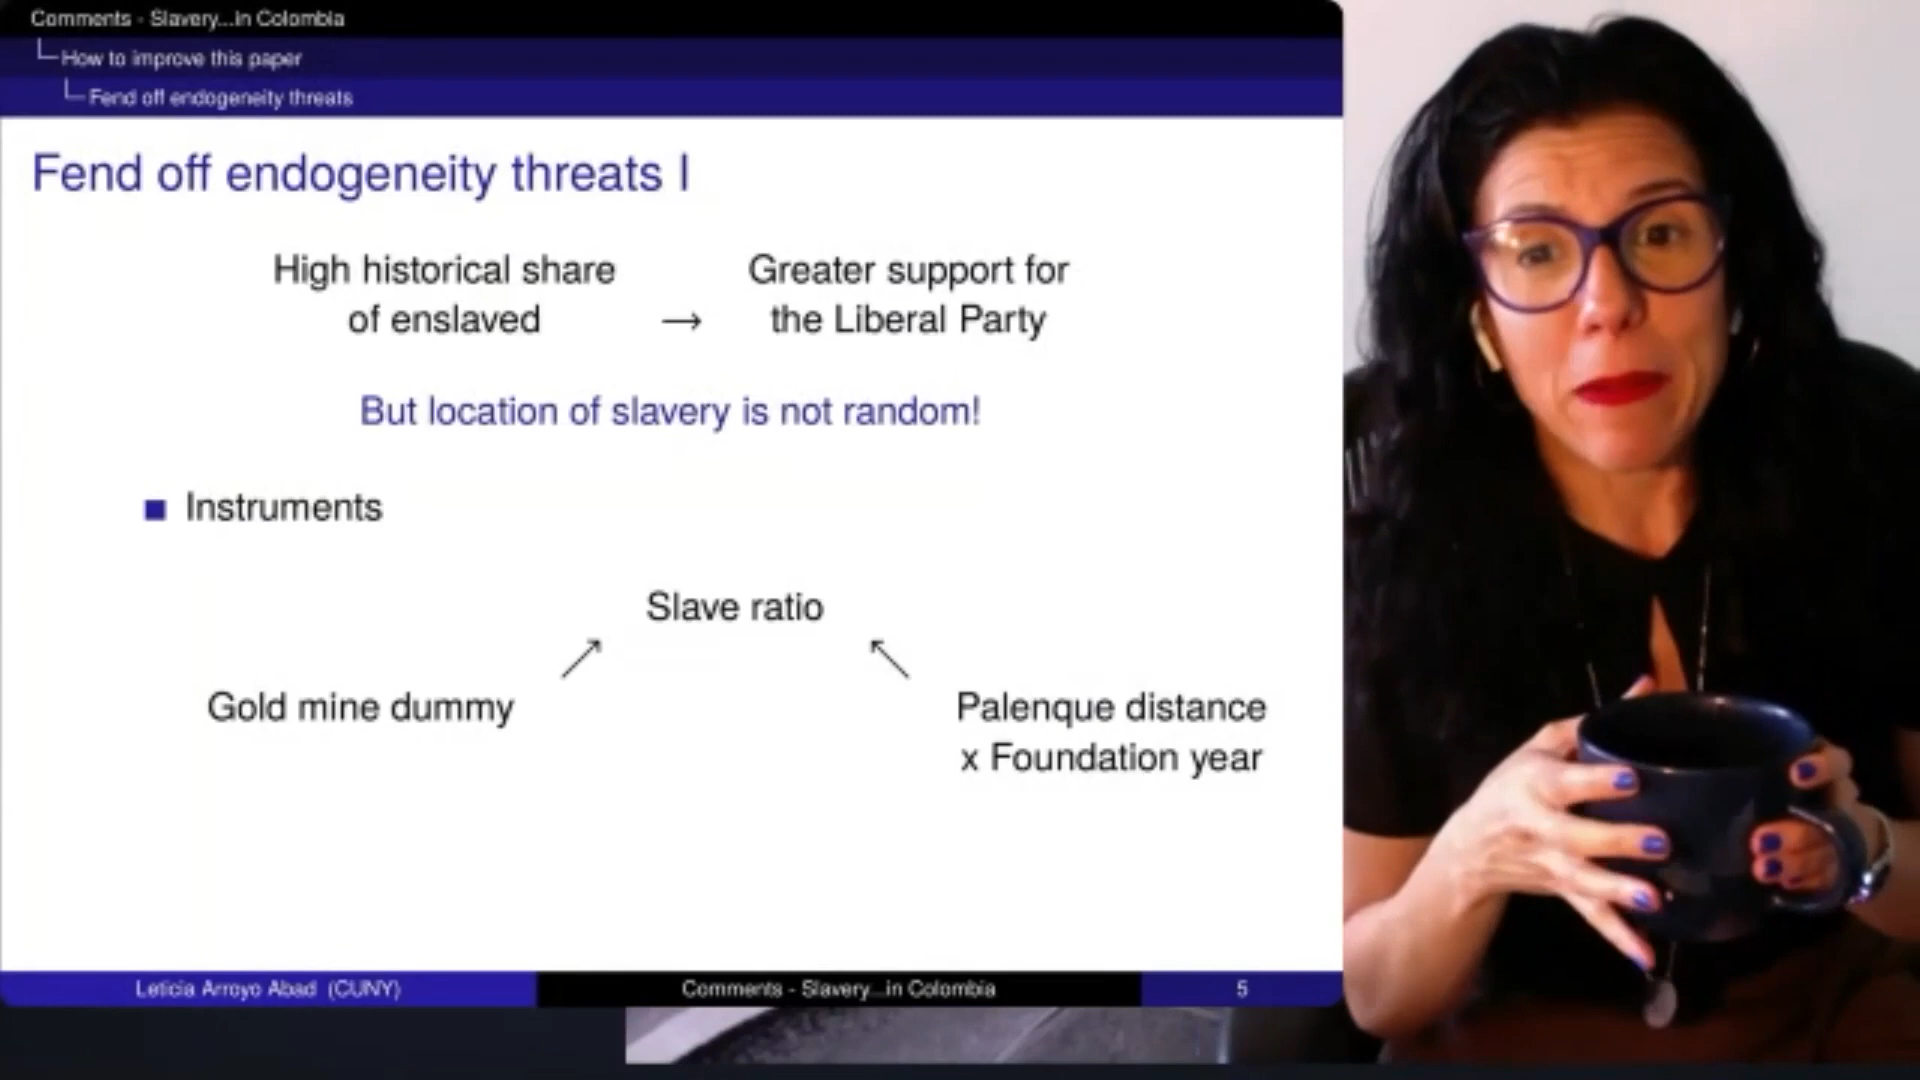 Comments - Slavery...in Colombia
How to improve this paper
Fend off endogeneity threats
Fend off endogeneity threats I
High historical share
of enslaved
→
Greater support for
the Liberal Party
But location of slavery is not random!
Instruments
Slave ratio
Gold mine dummy
Palenque distance
x Foundation year
Leticia Arroyo Abad (CUNY)
Comments - Slavery...in Colombia
5